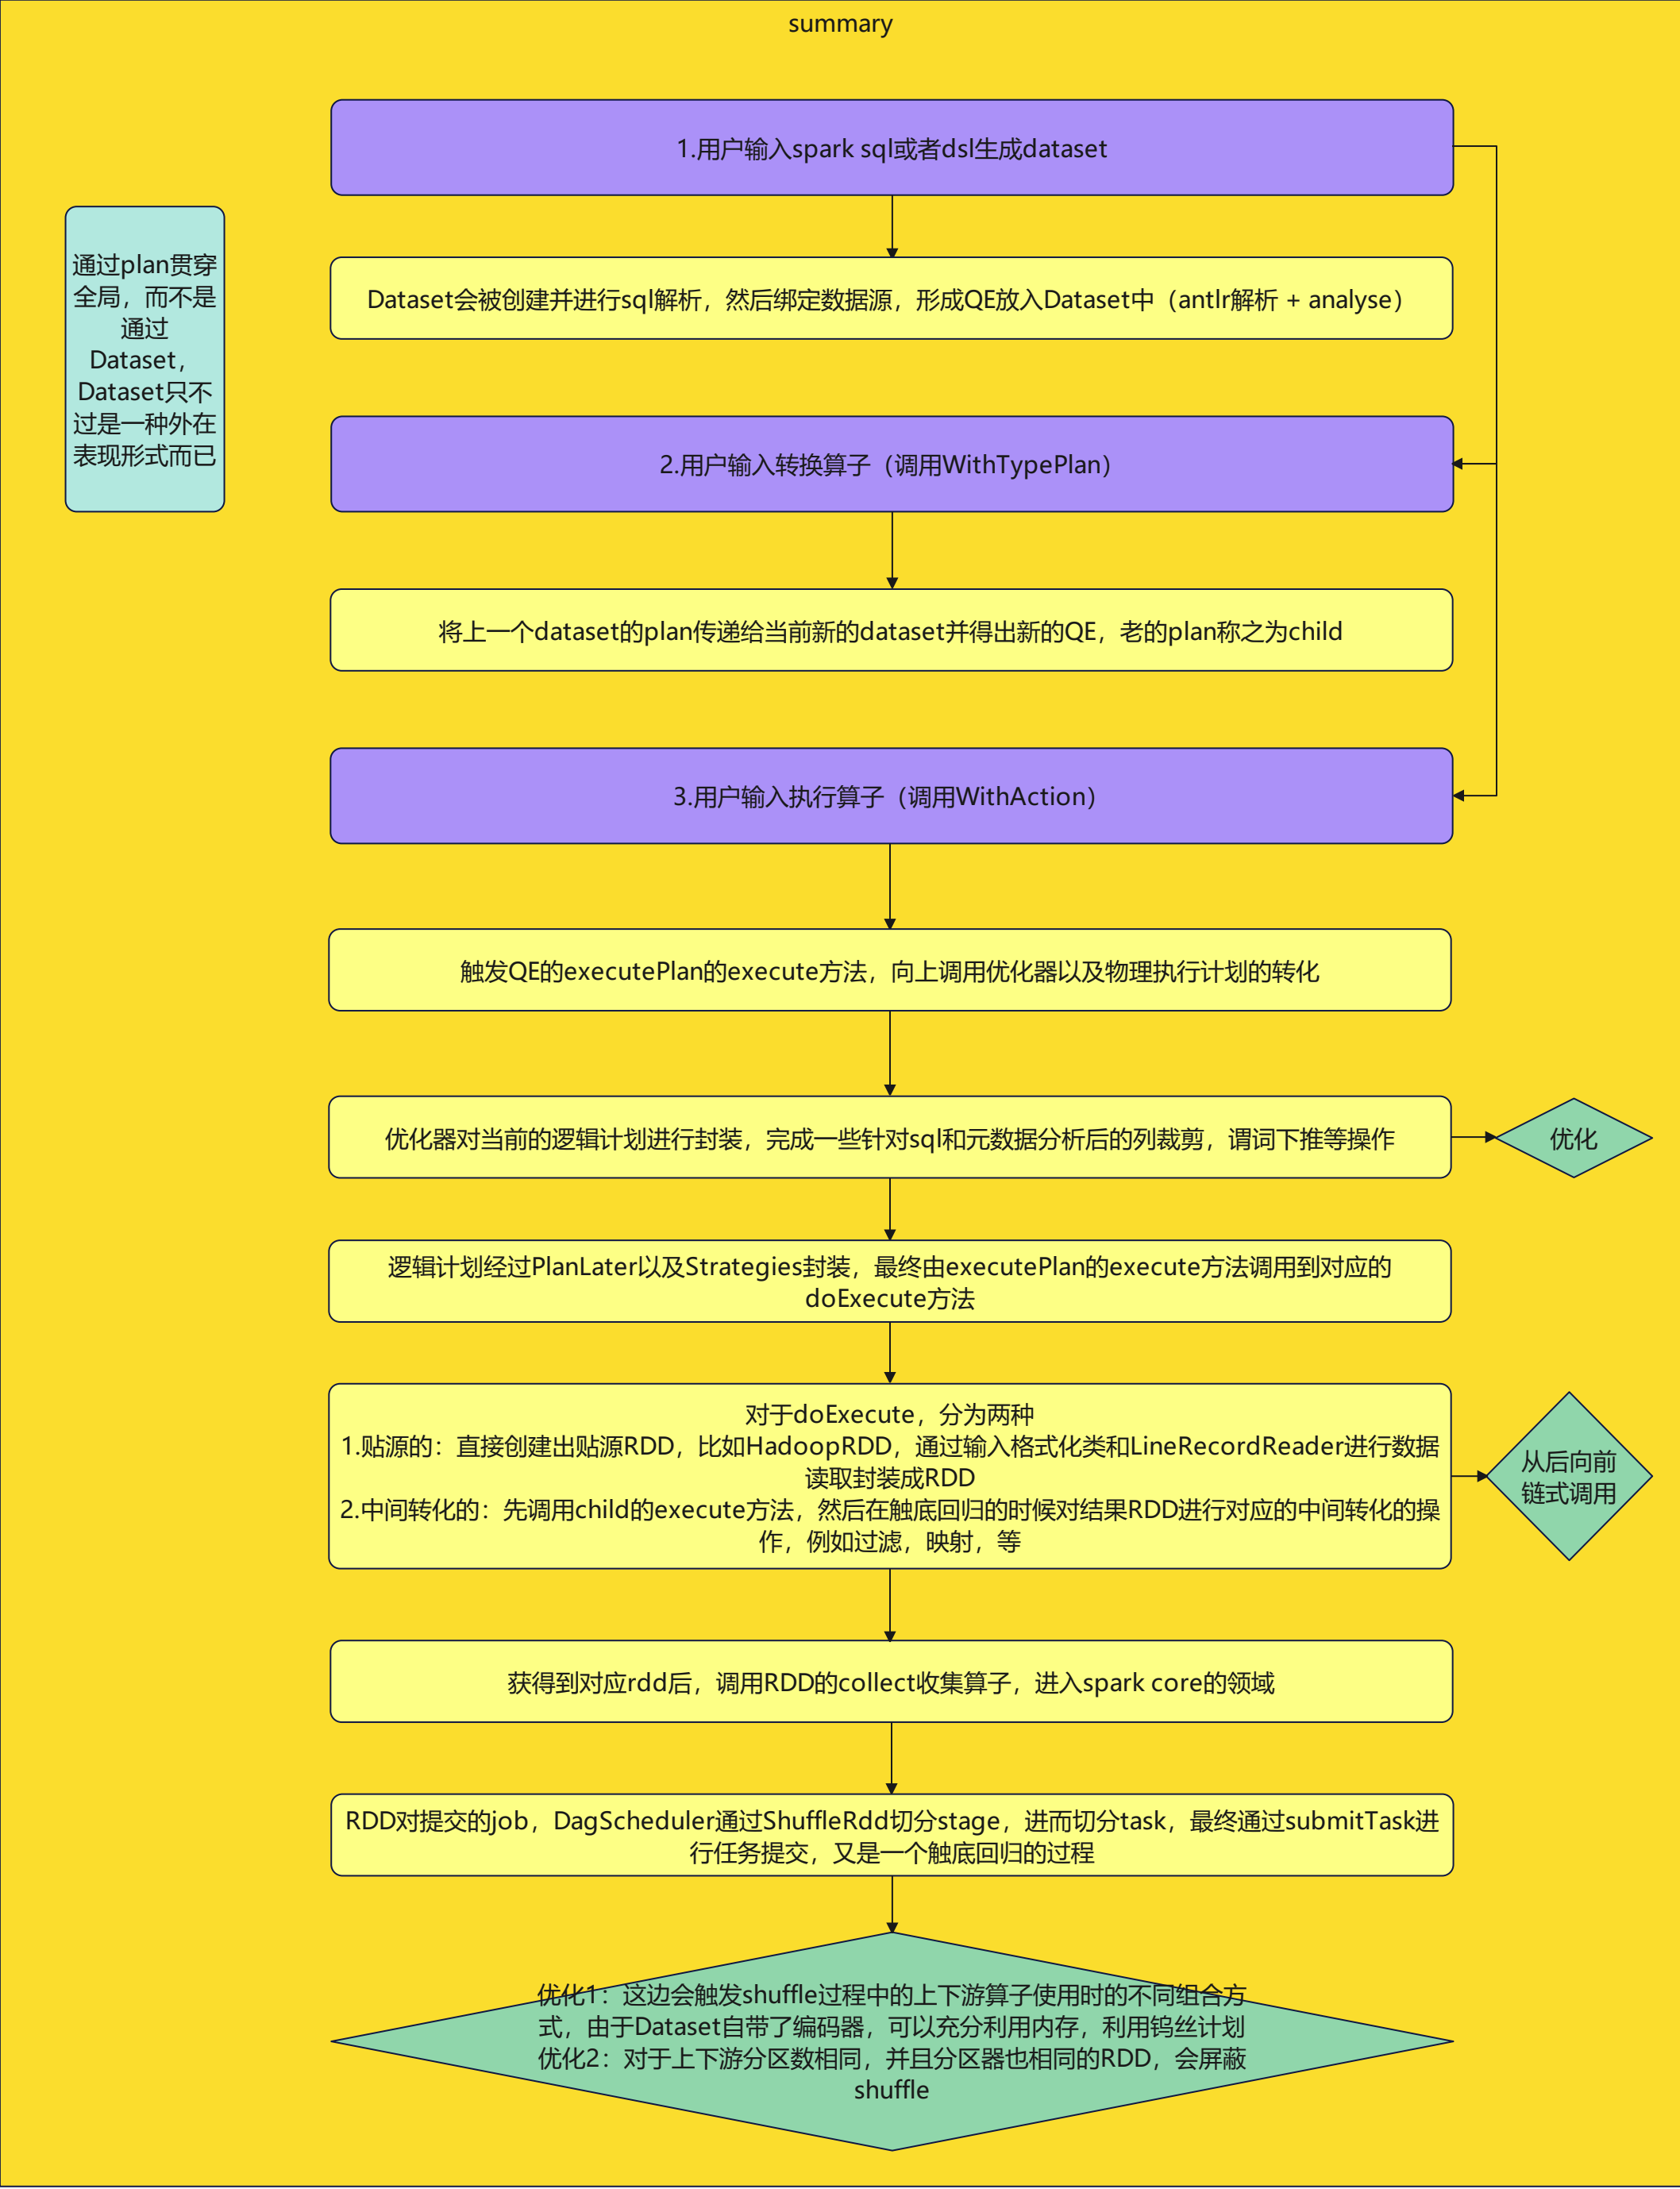 summary
1.用户输入spark sql或者dsl生成dataset
通过plan贯穿
全局，而不是
通过
Dataset，
Dataset只不
过是一种外在
表现形式而已
Dataset会被创建并进行sql解析，然后绑定数据源，形成QE放入Dataset中（antlr解析 + analyse）
2.用户输入转换算子（调用WithTypePlan）
将上一个dataset的plan传递给当前新的dataset并得出新的QE，老的plan称之为child
3.用户输入执行算子（调用WithAction）
触发QE的executePlan的execute方法，向上调用优化器以及物理执行计划的转化
优化器对当前的逻辑计划进行封装，完成一些针对sql和元数据分析后的列裁剪，谓词下推等操作
优化
逻辑计划经过PlanLater以及Strategies封装，最终由executePlan的execute方法调用到对应的
doExecute方法
对于doExecute，分为两种
1.贴源的：直接创建出贴源RDD，比如HadoopRDD，通过输入格式化类和LineRecordReader进行数据
读取封装成RDD
2.中间转化的：先调用child的execute方法，然后在触底回归的时候对结果RDD进行对应的中间转化的操
作，例如过滤，映射，等
从后向前
链式调用
获得到对应rdd后，调用RDD的collect收集算子，进入spark core的领域
RDD对提交的job，DagScheduler通过ShuffleRdd切分stage，进而切分task，最终通过submitTask进
行任务提交，又是一个触底回归的过程
优化1：这边会触发shuffle过程中的上下游算子使用时的不同组合方
式，由于Dataset自带了编码器，可以充分利用内存，利用钨丝计划
优化2：对于上下游分区数相同，并且分区器也相同的RDD，会屏蔽
shuffle